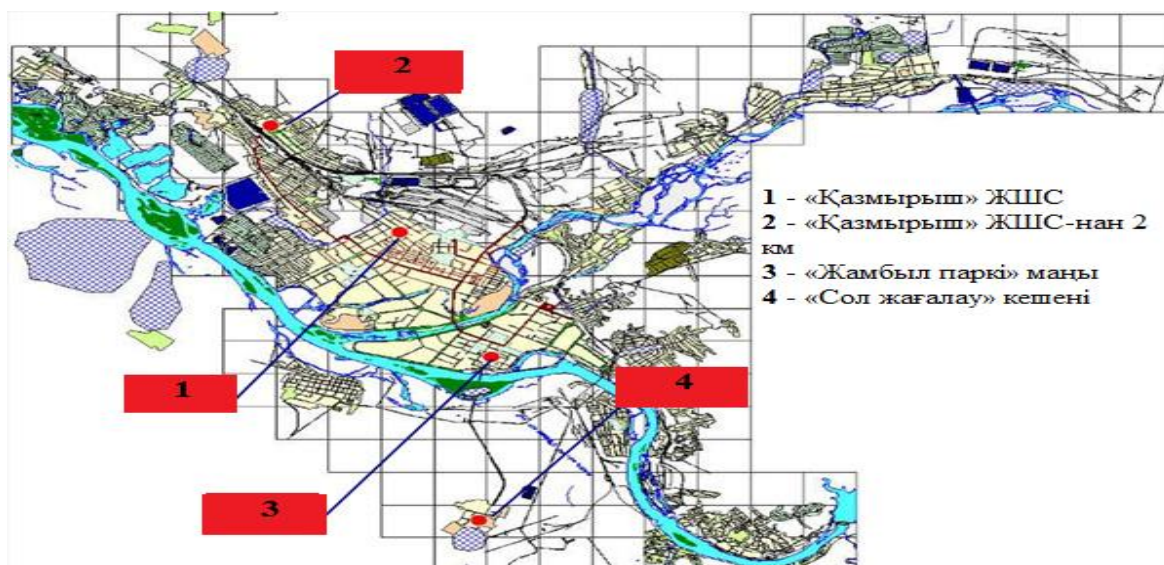 2
1 - «Қазмырыш» ЖШС
2 - «Қазмырыш» ЖШС-нан 2
км
3 - «Жамбыл паркі» маңы
4 - «Сол жағалау» кешені
1
4
3